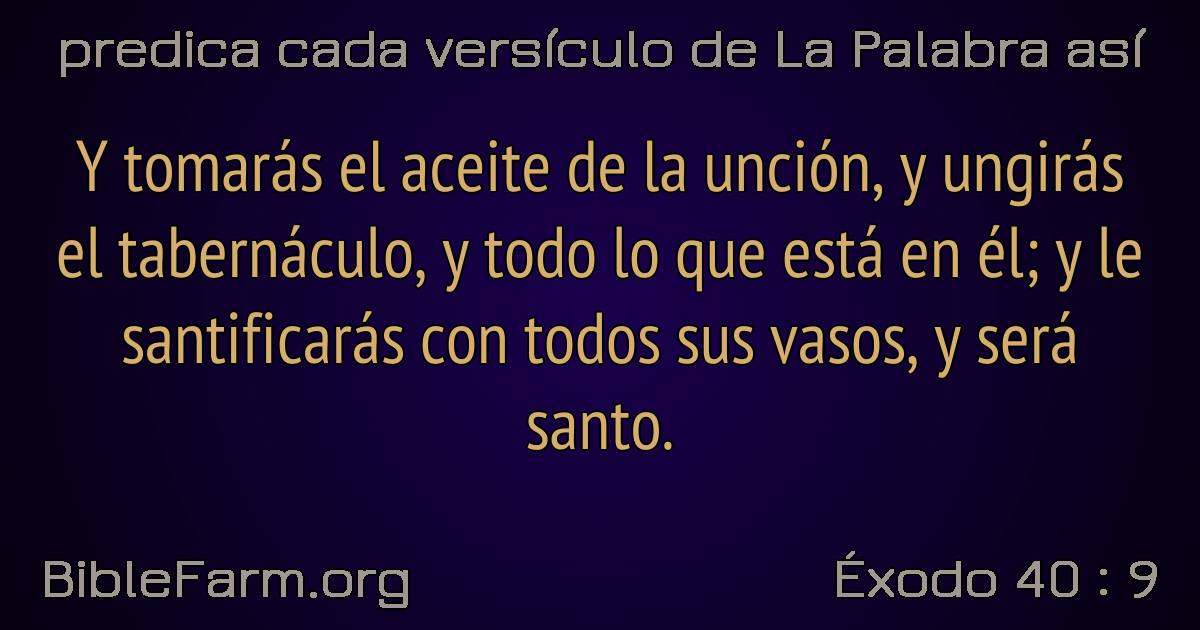 predica cada versículo de La Palabra así
Y tomarás el aceite de la unción, y ungirás
el tabernáculo, y todo lo que está en él; y le
santificarás con todos sus vasos, y será
santo.
BibleFarm.org
Éxodo 40 : 9